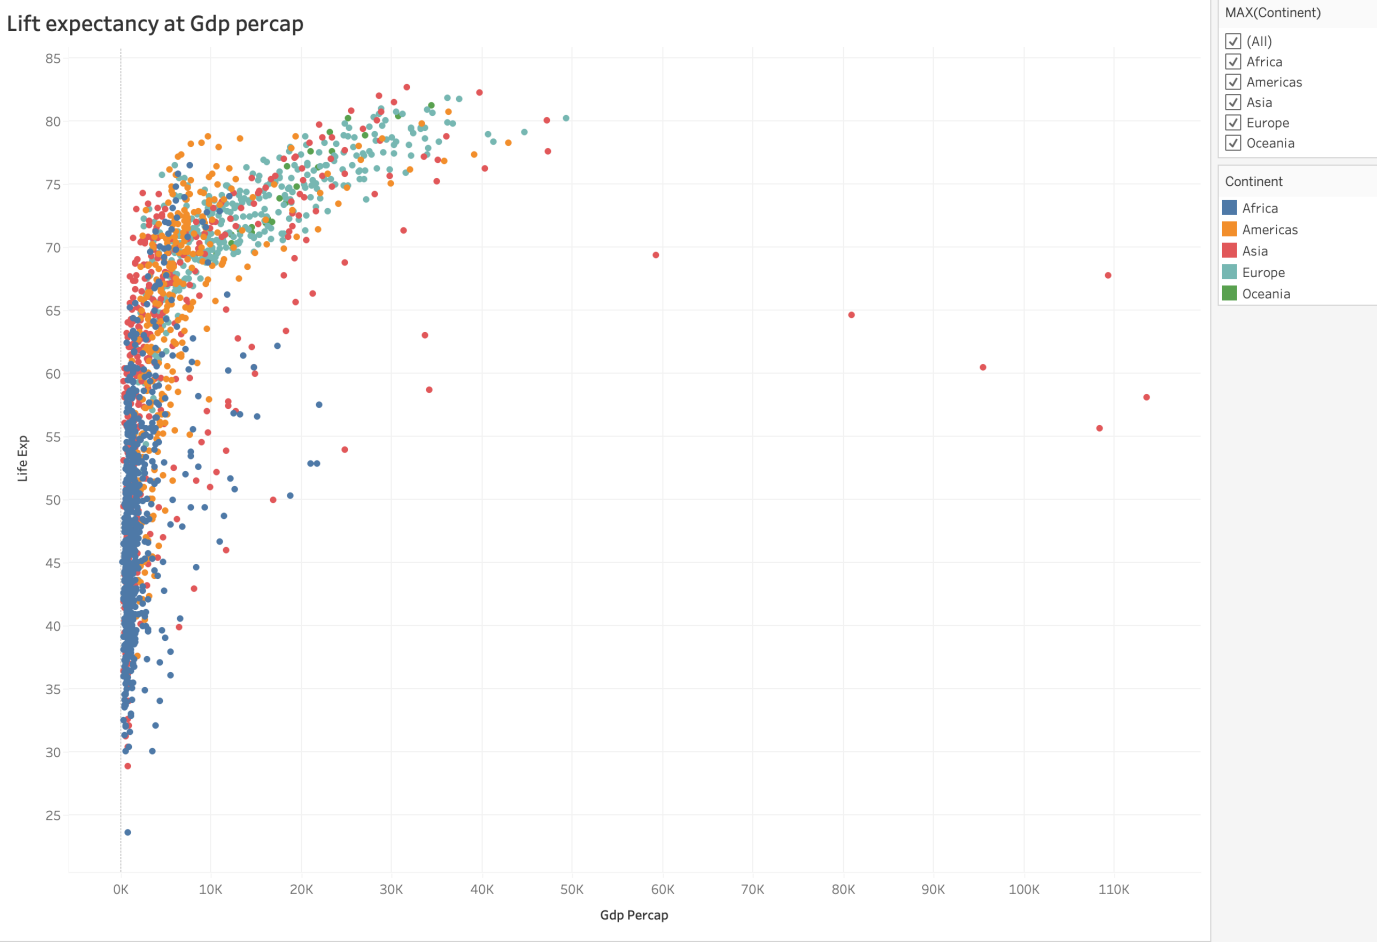 Lift expectancy at Gdp percap
85
80
75
70
65
60
55
50
45
40
35
30
25
Life Exp
0K 10K 20K 30K 40K 50K 60K 70K 80K 90K 100K 110K
Gdp Percap
MAX(Continent)
(All)
Africa
Americas
Asia
Europe
Oceania
Continent
Africa
Americas
Asia
Europe
Oceania